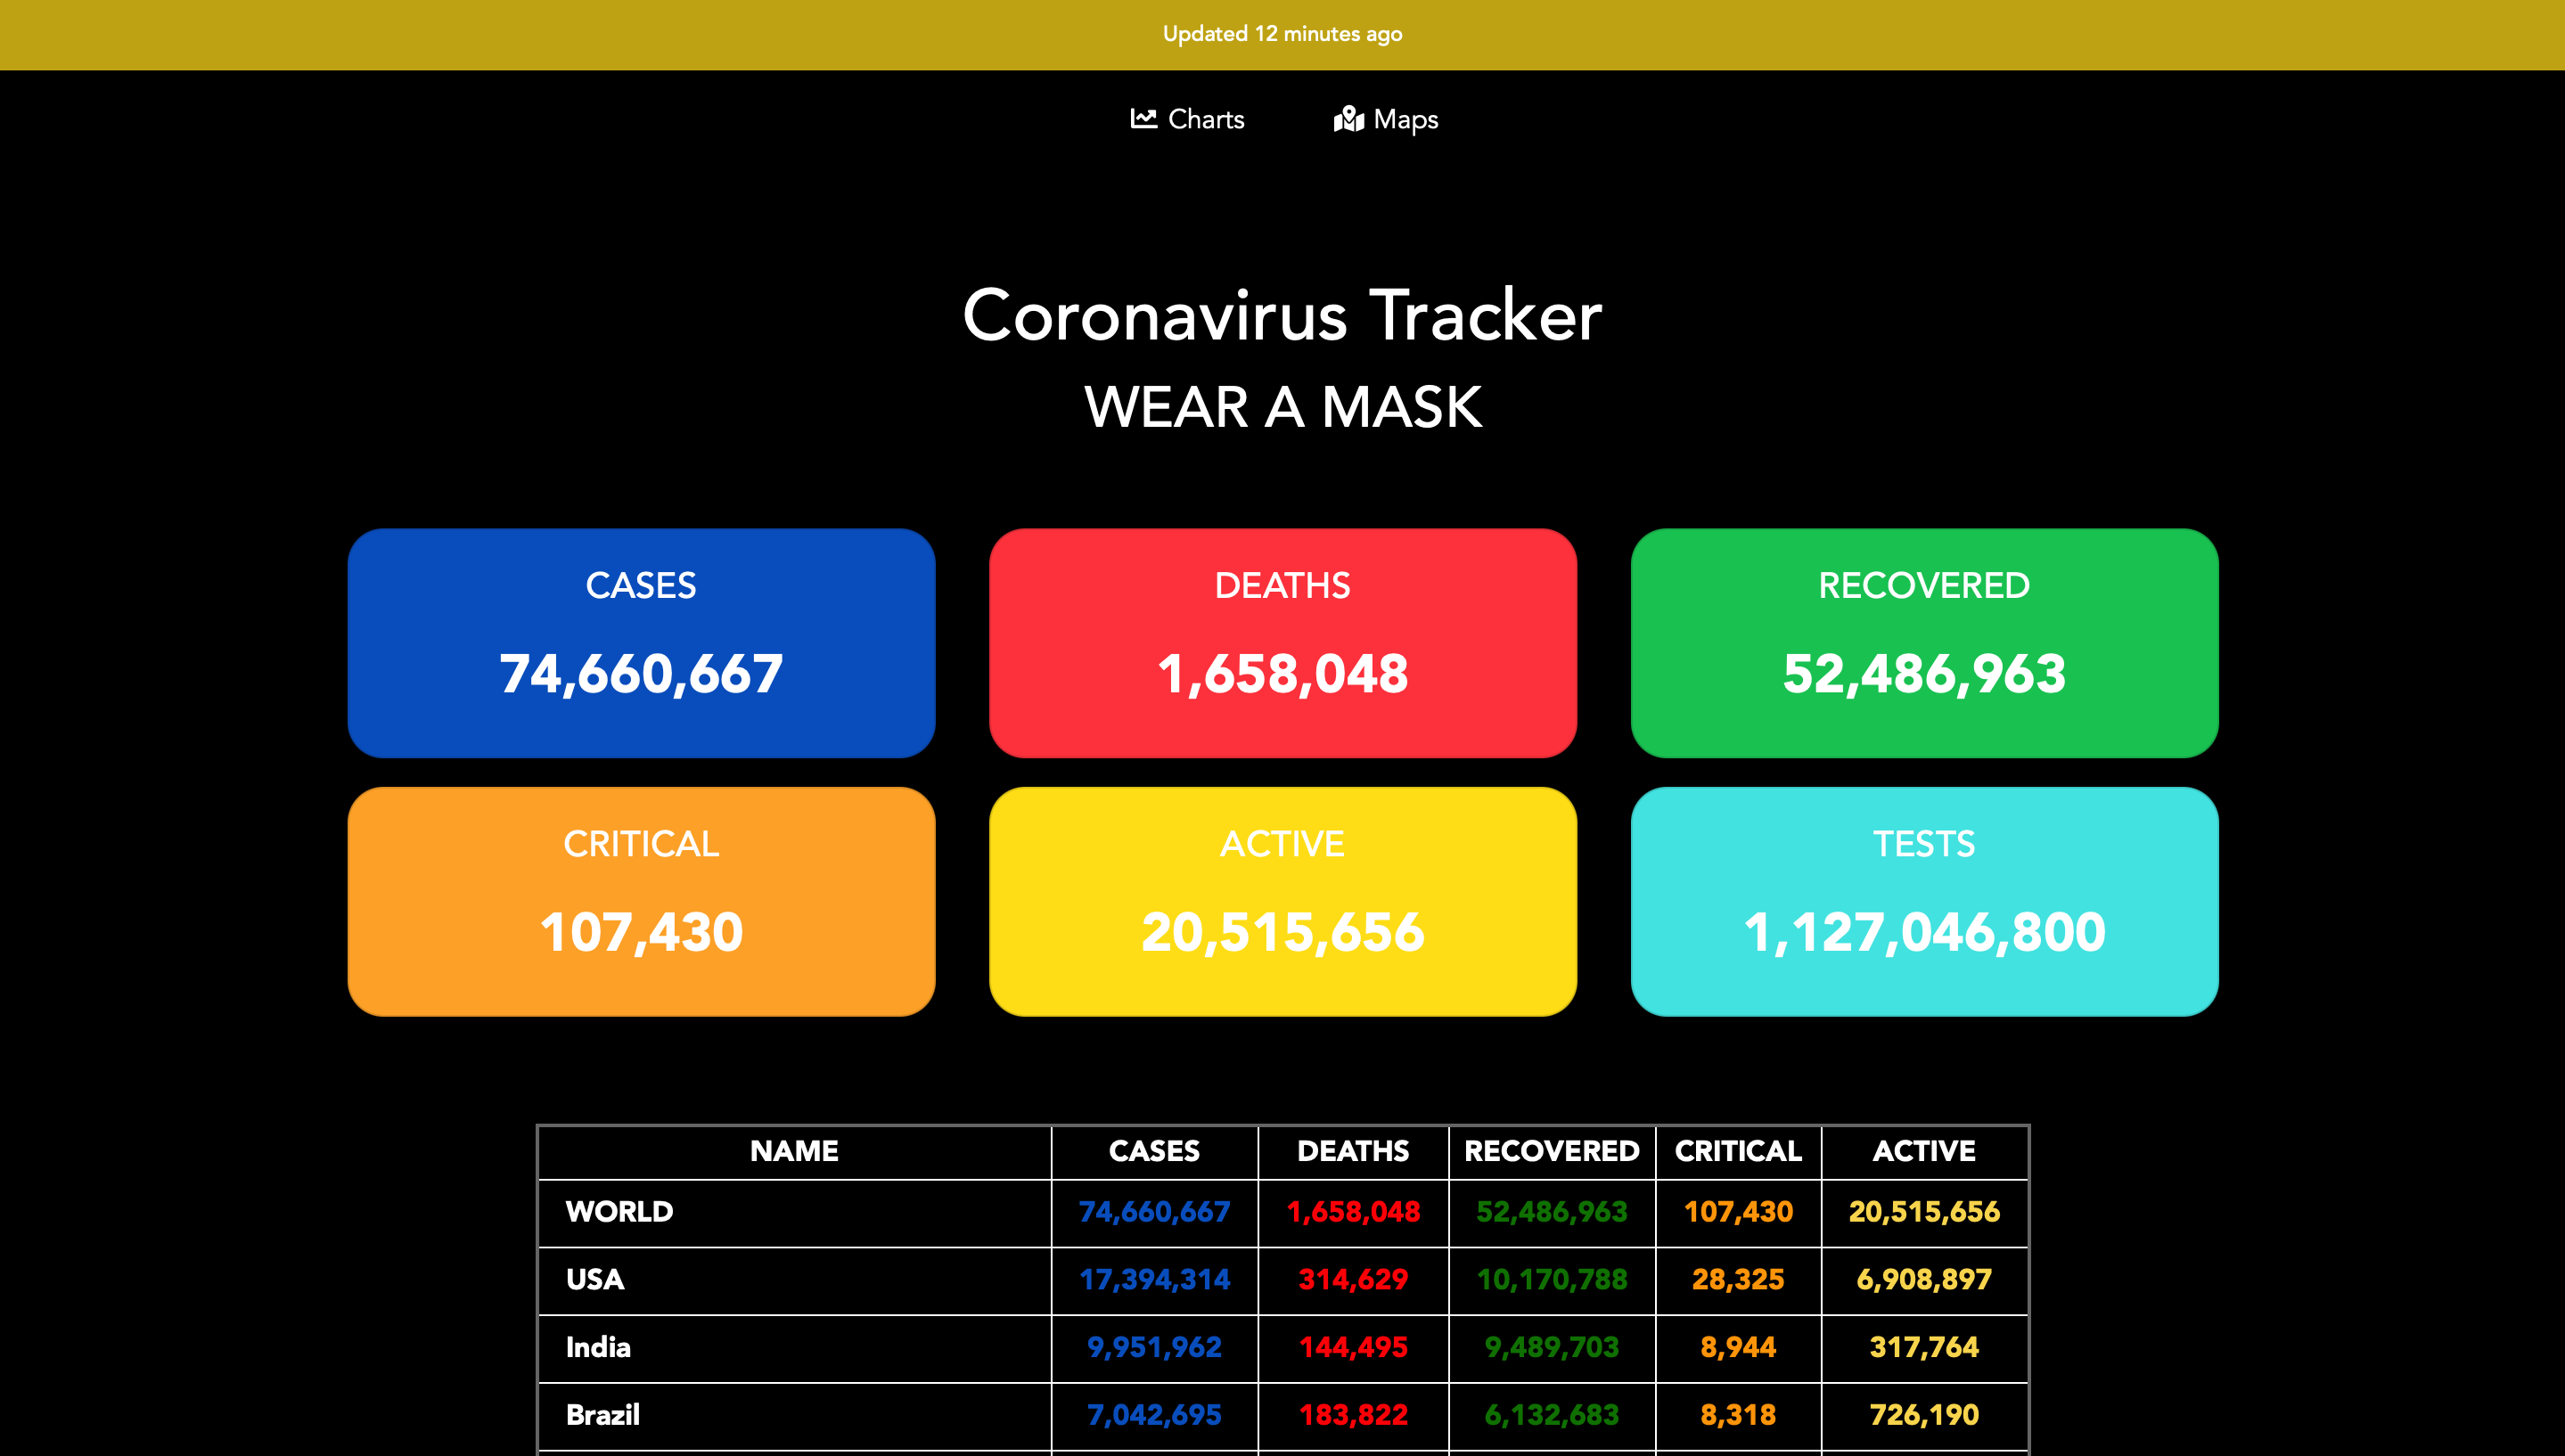 Updated 12 minutes ago
Charts Maps
Coronavirus Tracker
WEAR A MASK
CASES DEATHS RECOVERED
74,660,667 1,658,048 52,486,963
CRITICAL ACTIVE TESTS
107,430 20,515,656 1,127,046,800
NAME CASES DEATHS RECOVERED CRITICAL ACTIVE
WORLD 74,660,667 1,658,048 52,486,963 107,430 20,515,656
USA 17,394,314 314,629 10,170,788 28,325 6,908,897
India 9,951,962 144,495 9,489,703 8,944 317,764
Brazil 7,042,695 183,822 6,132,683 8,318 726,190